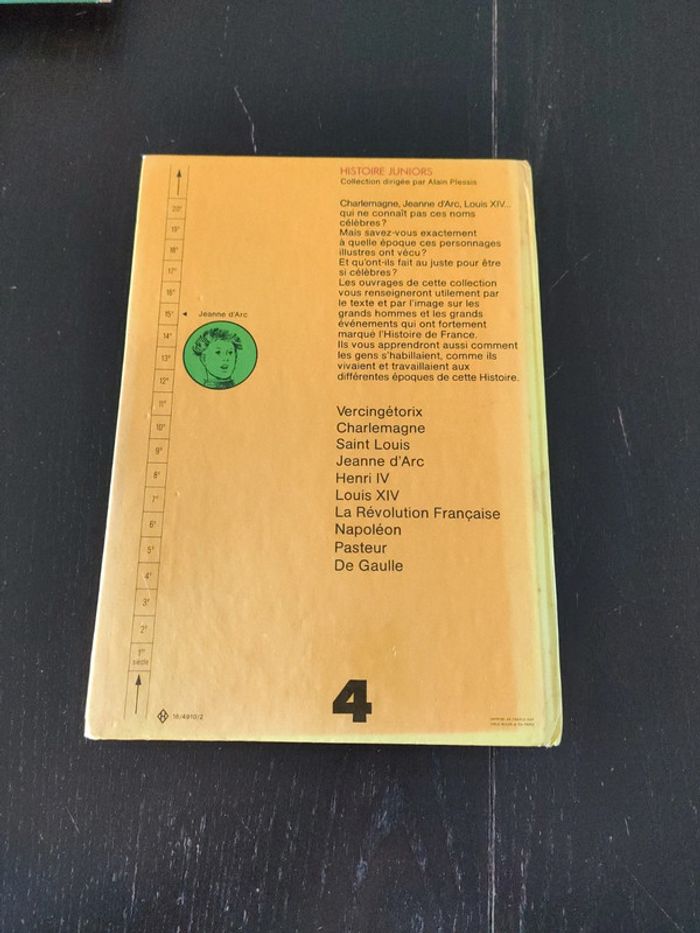 HISTOIRE JUNIORS
Collection dirigée par Alain Plessis
Charlemagne, Jeanne d'Arc, Louis XIV...
qui ne connaît pas ces noms
célèbres?
Mais savez-vous exactement
à quelle époque ces personnages
illustres ont vécu?
Et qu'ont-ils fait au juste pour être
si célèbres?
Les ouvrages de cette collection
vous renseigneront utilement par
le texte et par l'image sur les
grands hommes et les grands
événements qui ont fortement
marqué l'Histoire de France.
Ils vous apprendront aussi comment
les gens s'habillaient, comme ils
vivaient et travaillaient aux
différentes époques de cette Histoire.
Vercingétorix
Charlemagne
Saint Louis
Jeanne d'Arc
Henri IV
Louis XIV
La Révolution Française
Napoléon
Pasteur
De Gaulle
20e
19e
18e
17e
16e
15e
Jeanne d'Arc
14e
13e
12e
11e
10e
9e
8e
7e
6e
5e
4e
3e
2e
1er
siècle
H 16/4910/2
4